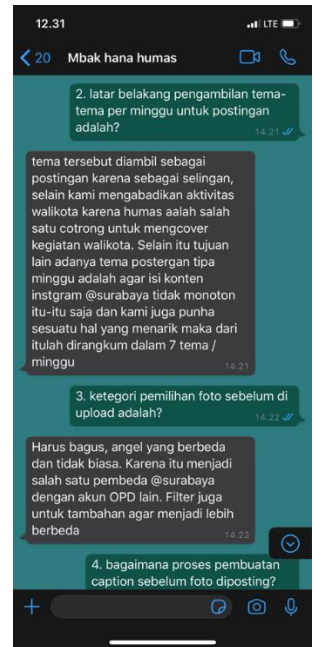 12.31
LTE
20 Mbak hana humas
2. latar belakang pengambilan tema-
tema per minggu untuk postingan
adalah?
14.21
tema tersebut diambil sebagai
postingan karena sebagai selingan,
selain kami mengabadikan aktivitas
walikota karena humas aalah salah
satu cotrong untuk mengcover
kegiatan walikota. Selain itu tujuan
lain adanya tema postergan tipa
minggu adalah agar isi konten
instgram @surabaya tidak monoton
itu-itu saja dan kami juga punha
sesuatu hal yang menarik maka dari
itulah dirangkum dalam 7 tema /
minggu
14.21
3. ketegori pemilihan foto sebelum di
upload adalah?
14.22
Harus bagus, angel yang berbeda
dan tidak biasa. Karena itu menjadi
salah satu pembeda @surabaya
dengan akun OPD lain. Filter juga
untuk tambahan agar menjadi lebih
berbeda
14.22
4. bagaimana proses pembuatan
caption sebelum foto diposting?